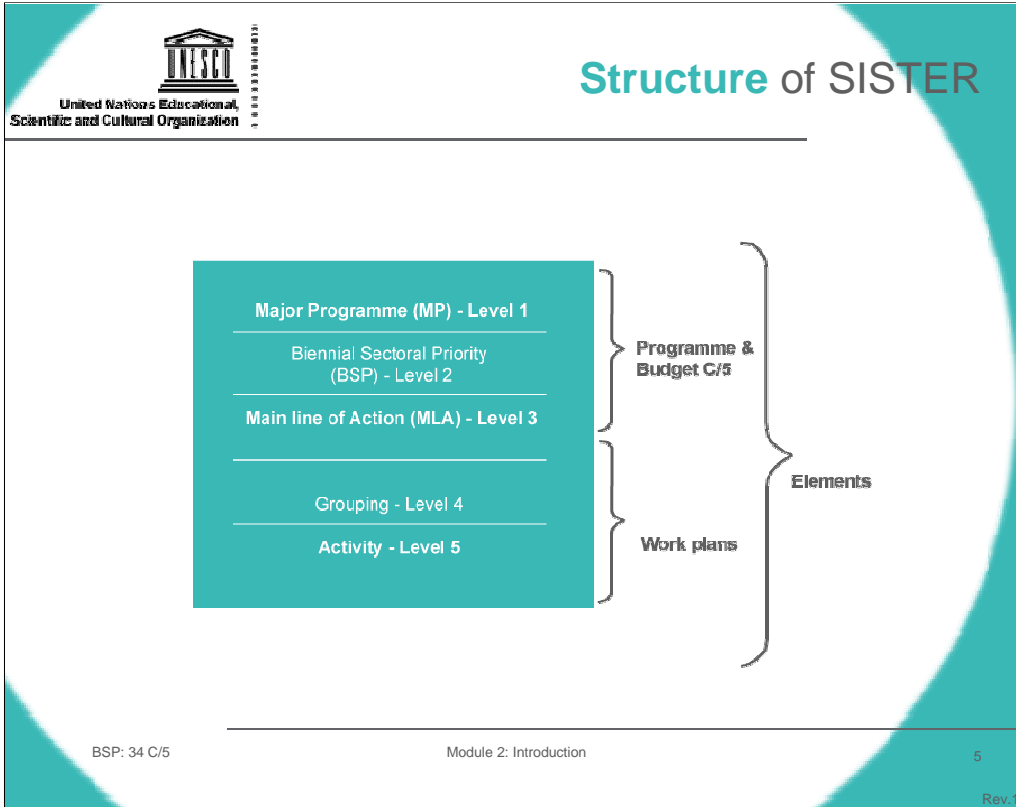 UNESCO
United Nations Educational,
Scientific and Cultural Organization
Structure of SISTER
Major Programme (MP) - Level 1
Biennial Sectoral Priority
(BSP) - Level 2
Main line of Action (MLA) - Level 3
Grouping - Level 4
Activity - Level 5
Programme &
Budget C/5
Work plans
Elements
BSP: 34 C/5
Module 2: Introduction
5
Rev.1